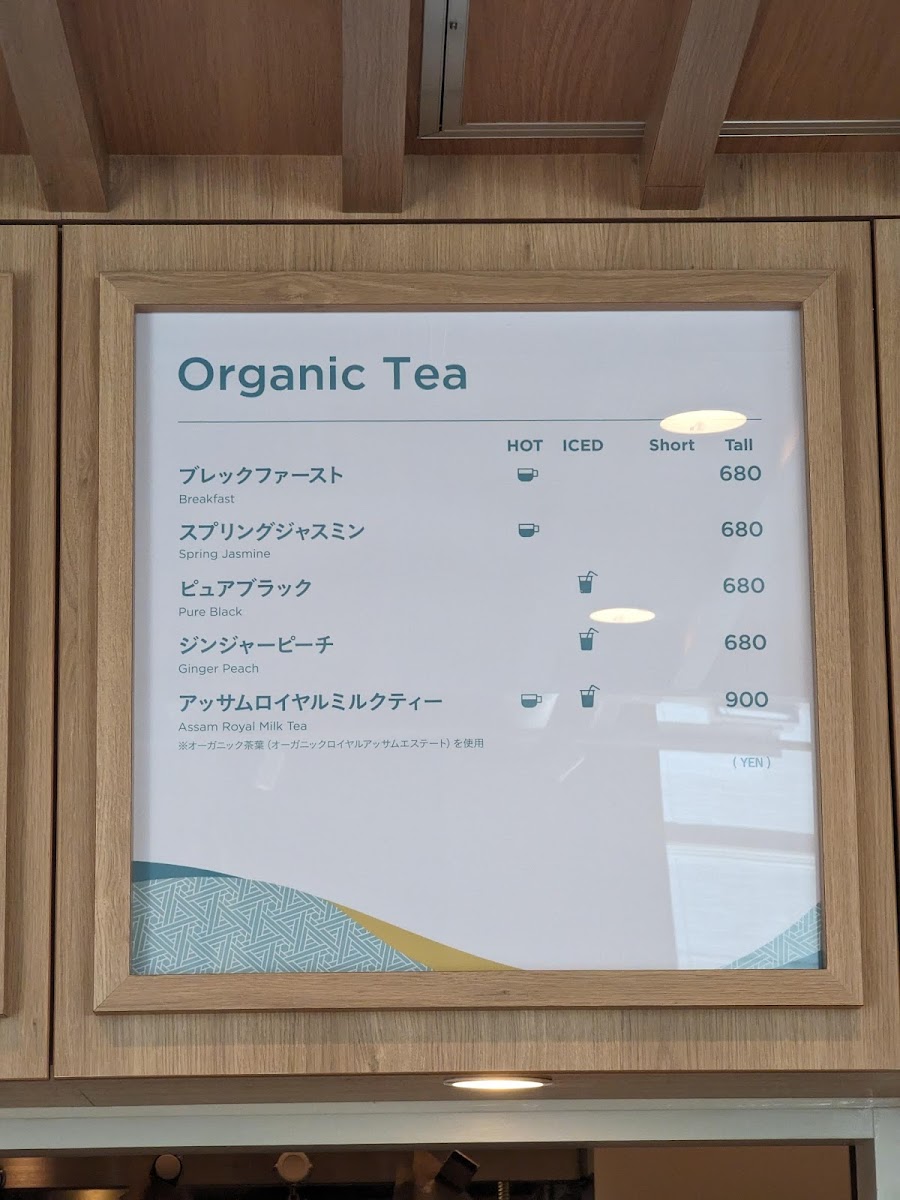 Organic Tea
HOT ICED Short Tall
ブレックファースト 680
Breakfast
スプリングジャスミン 680
Spring Jasmine
ピュアブラック 680
Pure Black
ジンジャーピーチ 680
Ginger Peach
アッサムロイヤルミルクティー 900
Assam Royal Milk Tea
※オーガニック茶葉 (オーガニックロイヤルアッサムエステート) を使用
( YEN )